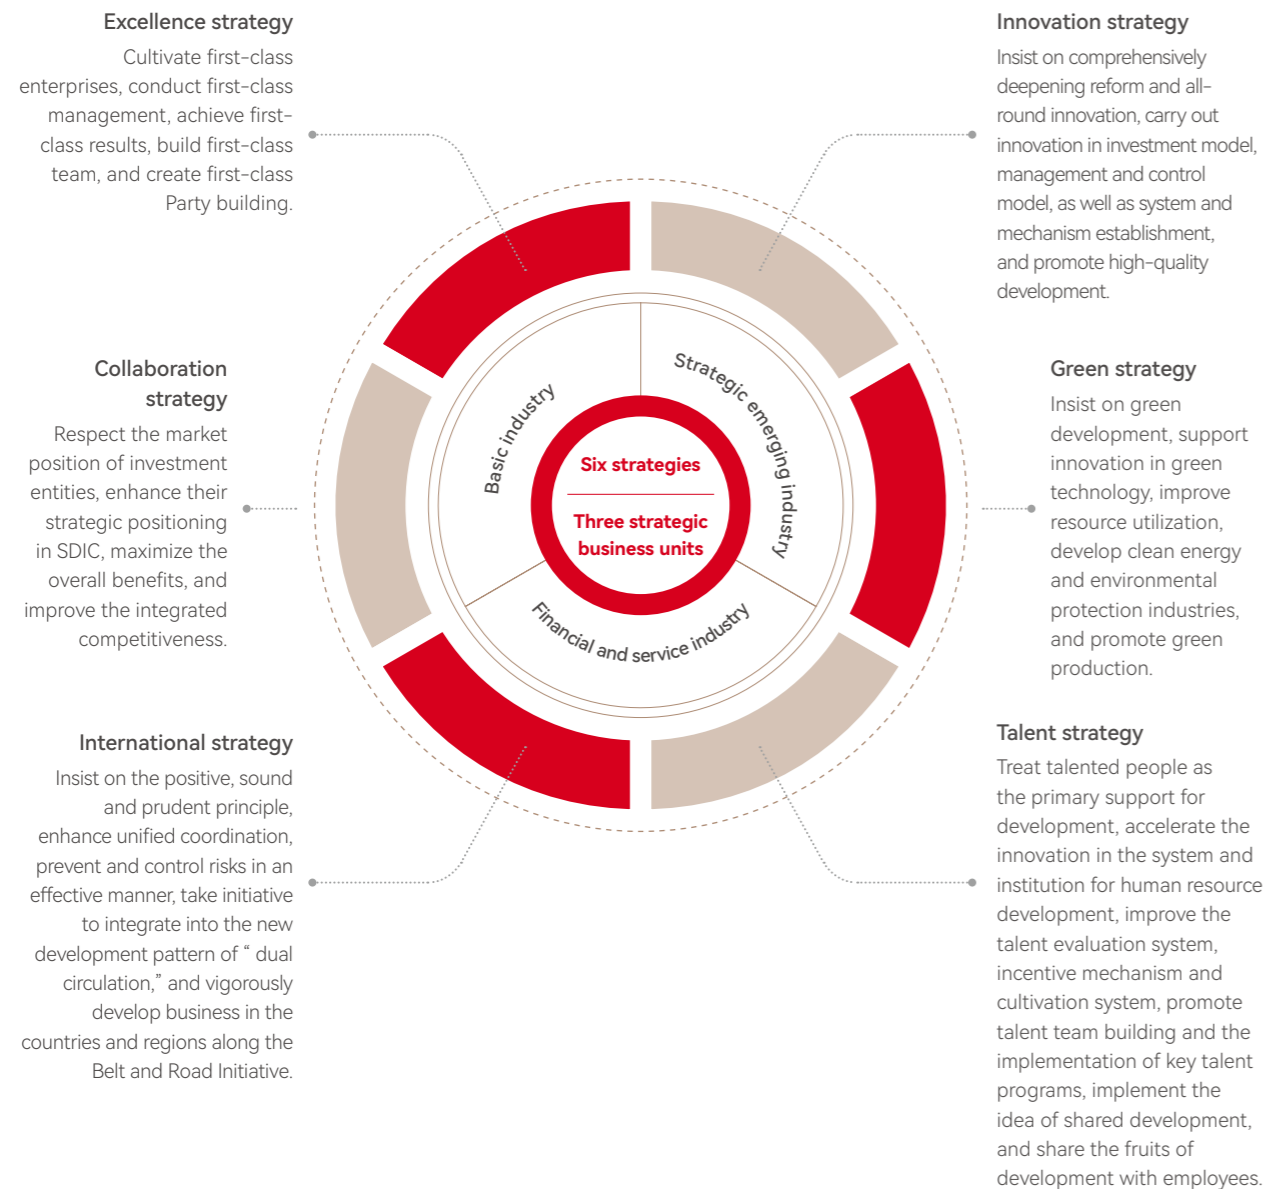 Excellence strategy
Cultivate first-class
enterprises, conduct first-class
management, achieve first-
class results, build first-class
team, and create first-class
Party building.
Innovation strategy
Insist on comprehensively
deepening reform and all-
round innovation, carry out
innovation in investment model,
management and control
model, as well as system and
mechanism establishment,
and promote high-quality
development.
Collaboration
strategy
Respect the market
position of investment
entities, enhance their
strategic positioning
in SDIC, maximize the
overall benefits, and
improve the integrated
competitiveness.
Basic industry
Strategic emerging industry
Six strategies
Three strategic
business units
Financial and service industry
Green strategy
Insist on green
development, support
innovation in green
technology, improve
resource utilization,
develop clean energy
and environmental
protection industries,
and promote green
production.
International strategy
Insist on the positive, sound
and prudent principle,
enhance unified coordination,
prevent and control risks in an
effective manner, take initiative
to integrate into the new
development pattern of “ dual
circulation,” and vigorously
develop business in the
countries and regions along the
Belt and Road Initiative.
Talent strategy
Treat talented people as
the primary support for
development, accelerate the
innovation in the system and
institution for human resource
development, improve the
talent evaluation system,
incentive mechanism and
cultivation system, promote
talent team building and the
implementation of key talent
programs, implement the
idea of shared development,
and share the fruits of
development with employees.